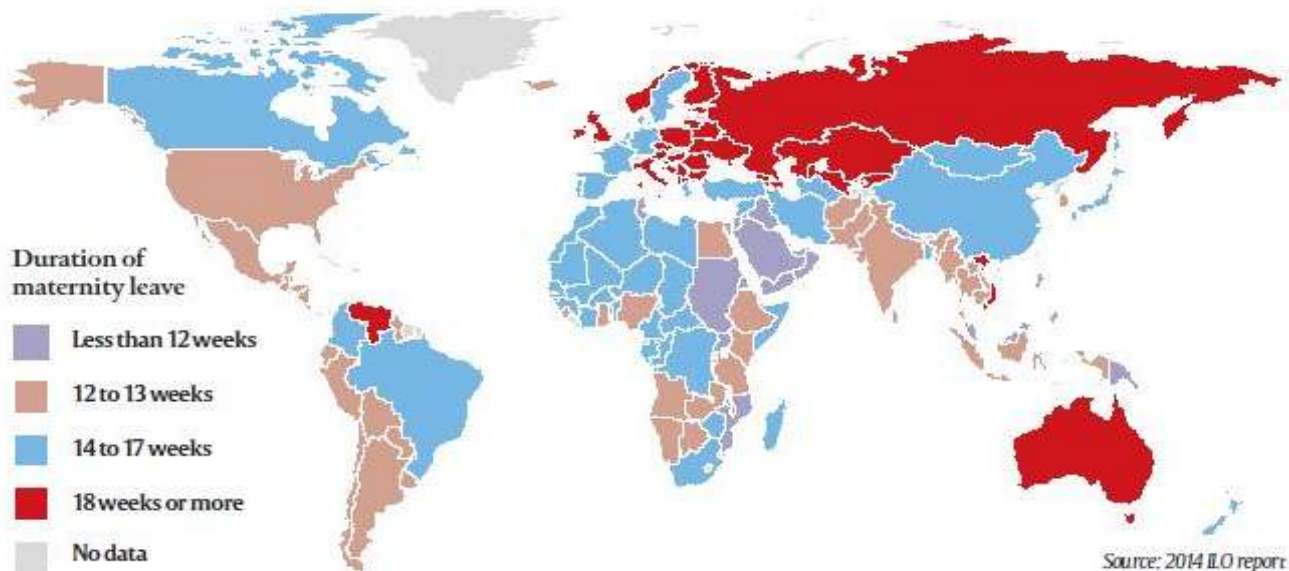 Duration of
maternity leave
Less than 12 weeks
12 to 13 weeks
14 to 17 weeks
18 weeks or more
No data
Source: 2014 ILO report